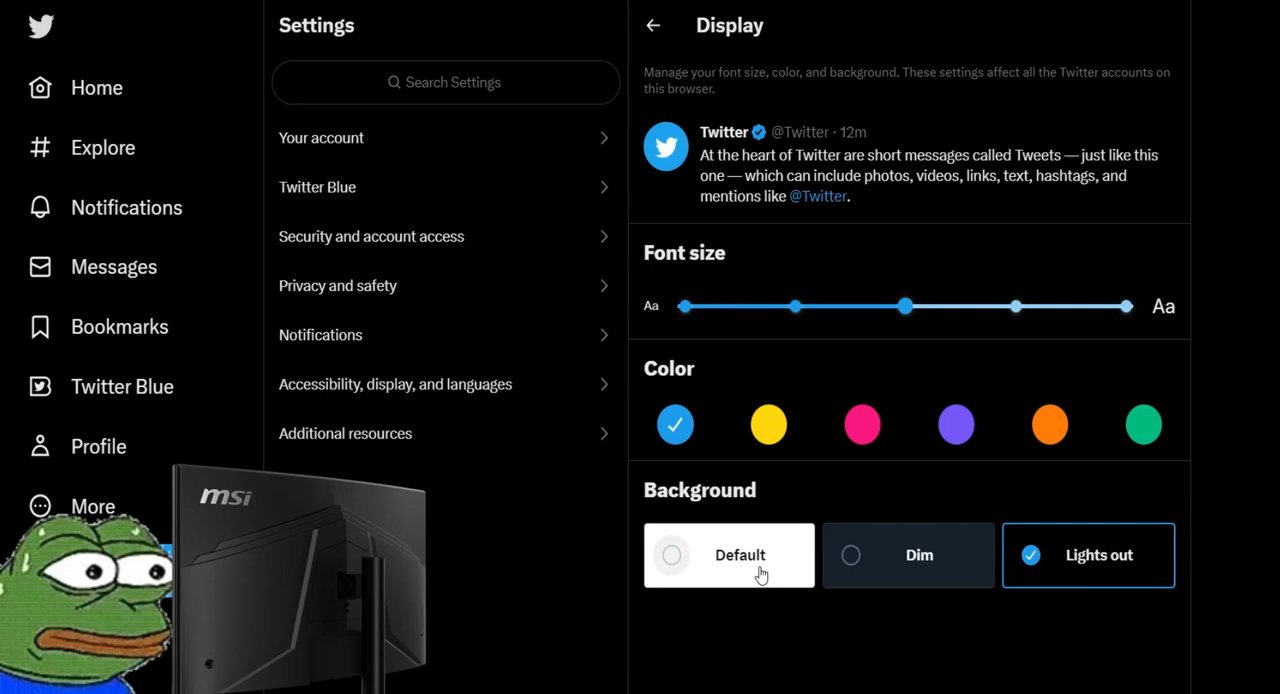 Home
Explore
Notifications
Messages
Bookmarks
Twitter Blue
Profile
More
Settings
Search Settings
Your account
Twitter Blue
Security and account access
Privacy and safety
Notifications
Accessibility, display, and languages
Additional resources
Display
Manage your font size, color, and background. These settings affect all the Twitter accounts on
this browser.
Twitter @Twitter · 12m
At the heart of Twitter are short messages called Tweets — just like this
one — which can include photos, videos, links, text, hashtags, and
mentions like @Twitter.
Font size
Aa Aa
Color
Background
Default Dim Lights out
msi